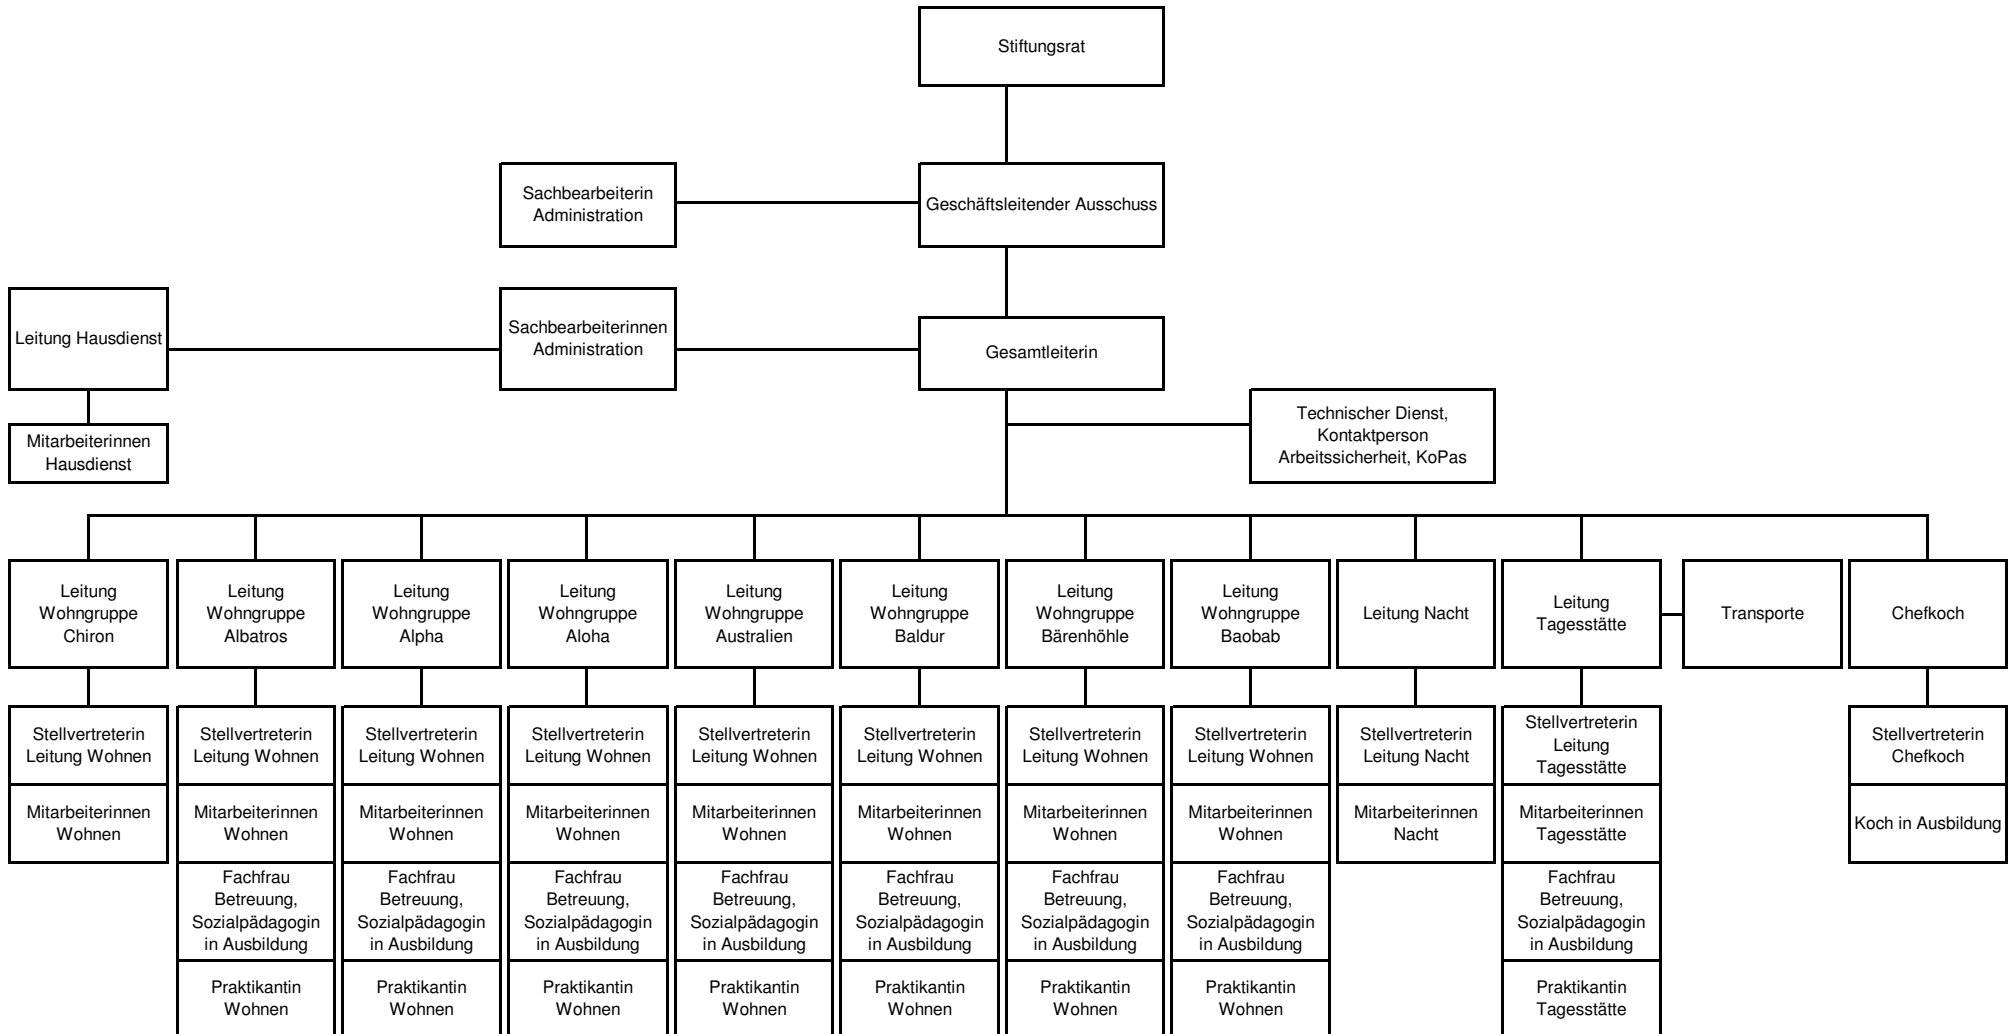 Stiftungsrat
Sachbearbeiterin
Administration
Geschäftsleitender Ausschuss
Leitung Hausdienst
Sachbearbeiterinnen
Administration
Gesamtleiterin
Mitarbeiterinnen
Hausdienst
Technischer Dienst,
Kontaktperson
Arbeitssicherheit, KoPas
Leitung
Wohngruppe
Chiron
Leitung
Wohngruppe
Albatros
Leitung
Wohngruppe
Alpha
Leitung
Wohngruppe
Aloha
Leitung
Wohngruppe
Australien
Leitung
Wohngruppe
Baldur
Leitung
Wohngruppe
Bärenhöhle
Leitung
Wohngruppe
Baobab
Leitung Nacht
Leitung
Tagesstätte
Transporte
Chefkoch
Stellvertreterin
Leitung Wohnen
Stellvertreterin
Leitung Wohnen
Stellvertreterin
Leitung Wohnen
Stellvertreterin
Leitung Wohnen
Stellvertreterin
Leitung Wohnen
Stellvertreterin
Leitung Wohnen
Stellvertreterin
Leitung Wohnen
Stellvertreterin
Leitung Wohnen
Stellvertreterin
Leitung Nacht
Stellvertreterin
Leitung
Tagesstätte
Stellvertreterin
Chefkoch
Mitarbeiterinnen
Wohnen
Mitarbeiterinnen
Wohnen
Mitarbeiterinnen
Wohnen
Mitarbeiterinnen
Wohnen
Mitarbeiterinnen
Wohnen
Mitarbeiterinnen
Wohnen
Mitarbeiterinnen
Wohnen
Mitarbeiterinnen
Wohnen
Mitarbeiterinnen
Nacht
Mitarbeiterinnen
Tagesstätte
Koch in Ausbildung
Fachfrau
Betreuung,
Sozialpädagogin
in Ausbildung
Fachfrau
Betreuung,
Sozialpädagogin
in Ausbildung
Fachfrau
Betreuung,
Sozialpädagogin
in Ausbildung
Fachfrau
Betreuung,
Sozialpädagogin
in Ausbildung
Fachfrau
Betreuung,
Sozialpädagogin
in Ausbildung
Fachfrau
Betreuung,
Sozialpädagogin
in Ausbildung
Fachfrau
Betreuung,
Sozialpädagogin
in Ausbildung
Fachfrau
Betreuung,
Sozialpädagogin
in Ausbildung
Praktikantin
Wohnen
Praktikantin
Wohnen
Praktikantin
Wohnen
Praktikantin
Wohnen
Praktikantin
Wohnen
Praktikantin
Wohnen
Praktikantin
Wohnen
Praktikantin
Tagesstätte